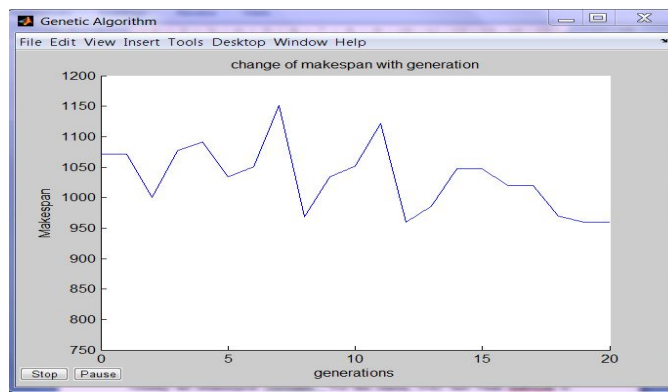 Genetic Algorithm
File Edit View Insert Tools Desktop Window Help
change of makespan with generation
1200
1150
1100
1050
1000
950
900
850
800
750
Makespan
0 5 10 15 20
generations
Stop Pause